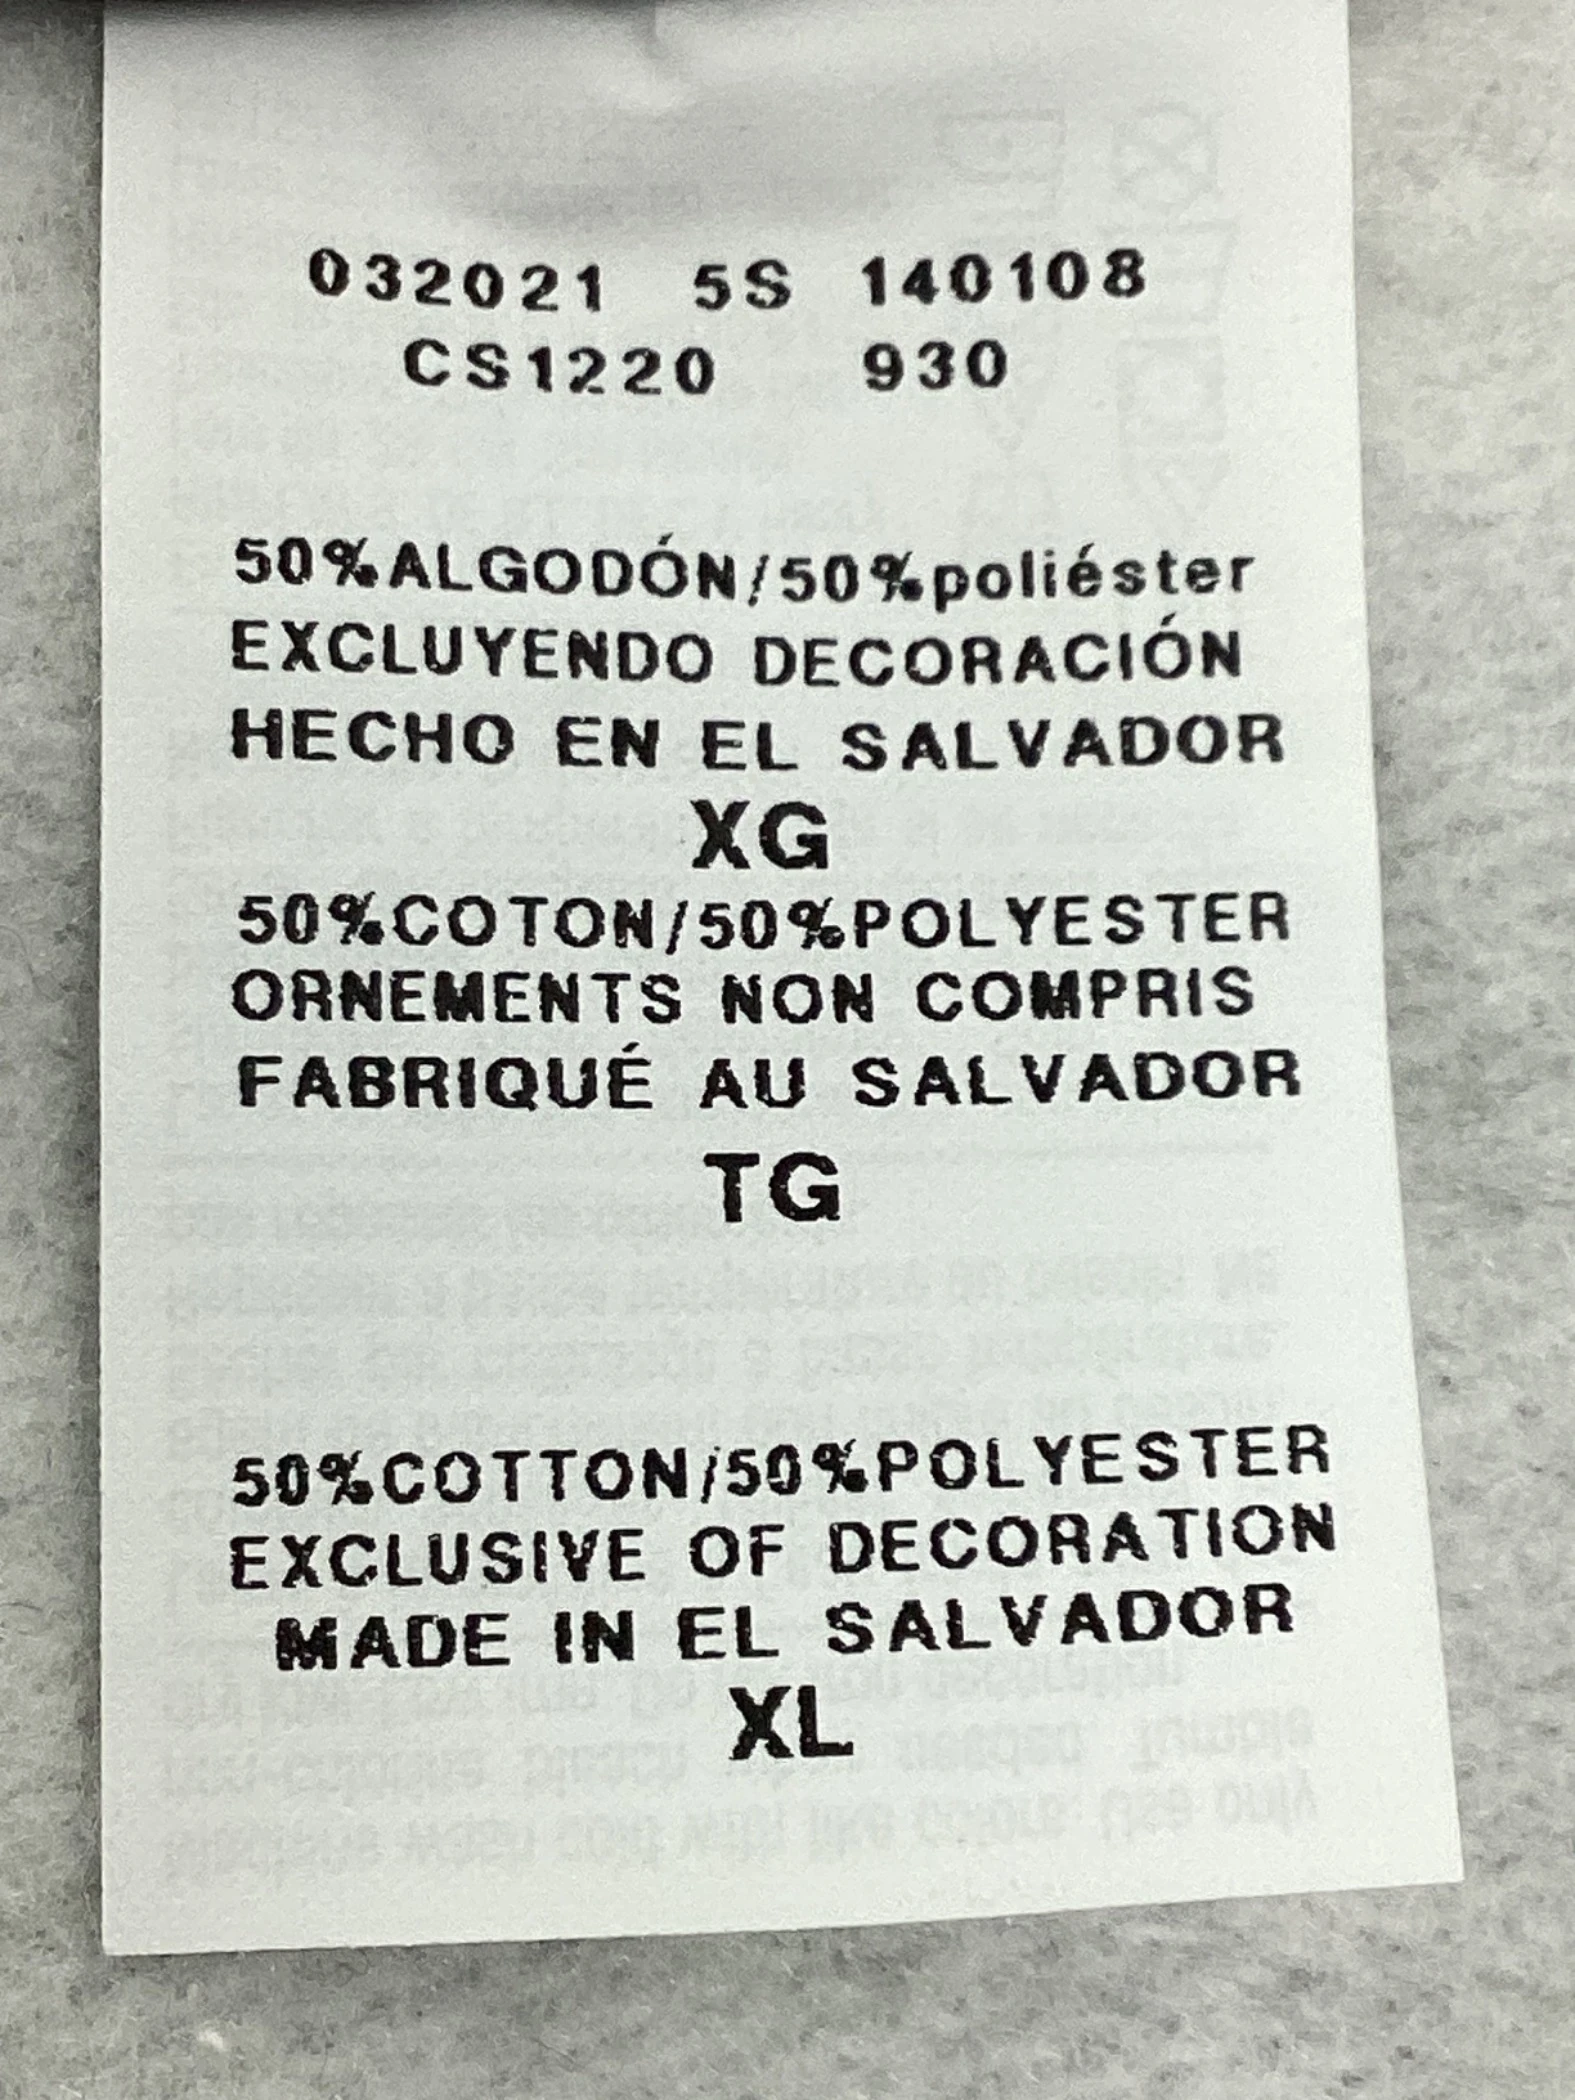 032021 5S 140108
CS1220 930
50%ALGODÓN/50%poliéster
EXCLUYENDO DECORACIÓN
HECHO EN EL SALVADOR
XG
50%COTON/50%POLYESTER
ORNEMENTS NON COMPRIS
FABRIQUÉ AU SALVADOR
TG
50%COTTON/50%POLYESTER
EXCLUSIVE OF DECORATION
MADE IN EL SALVADOR
XL